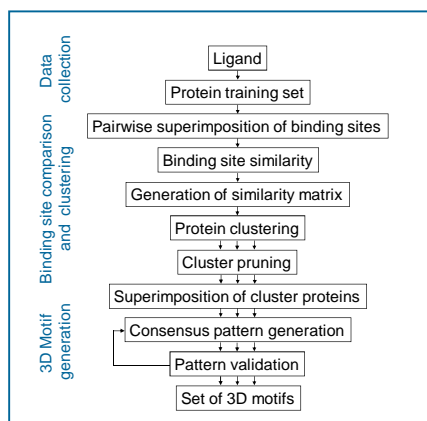 Data
collection
Ligand
Protein training set
Binding site comparison
and clustering
Pairwise superimposition of binding sites
Binding site similarity
Generation of similarity matrix
Protein clustering
Cluster pruning
3D Motif
generation
Superimposition of cluster proteins
Consensus pattern generation
Pattern validation
Set of 3D motifs